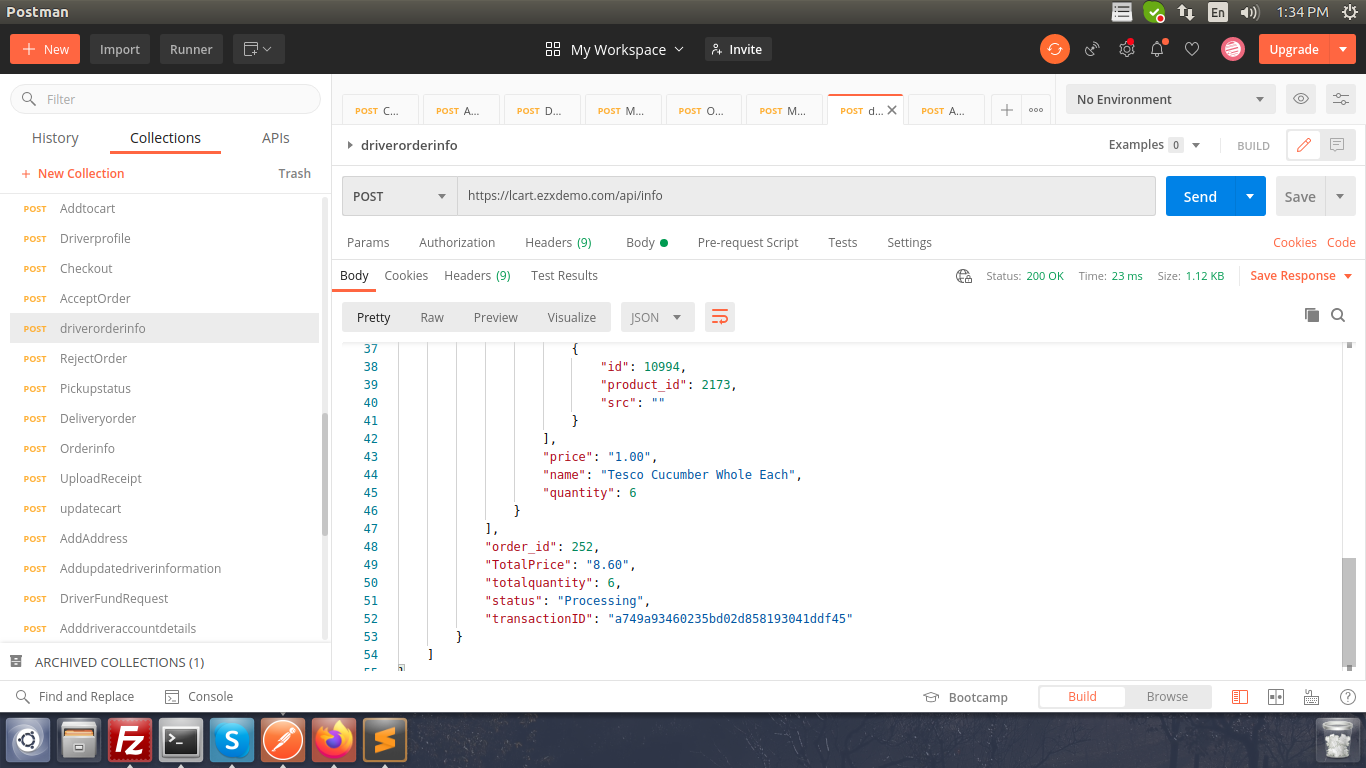 Postman
En
1:34 PM
New
Import
Runner
My Workspace
Invite
Upgrade
Filter
History
Collections
APIs
+ New Collection
Trash
POST Addtocart
POST Driverprofile
POST Checkout
POST AcceptOrder
POST driverorderinfo
POST RejectOrder
POST Pickupstatus
POST Deliveryorder
POST Orderinfo
POST UploadReceipt
POST updatecart
POST AddAddress
POST Addupdatedriverinformation
POST DriverFundRequest
POST Adddriveraccountdetails
ARCHIVED COLLECTIONS (1)
POST C...
POST A...
POST D...
POST M...
POST O...
POST M...
POST d...
POST A...
No Environment
driverorderinfo
Examples 0
BUILD
POST
https://lcart.ezxdemo.com/api/info
Send
Save
Params
Authorization
Headers (9)
Body
Pre-request Script
Tests
Settings
Cookies
Code
Body
Cookies
Headers (9)
Test Results
Status: 200 OK
Time: 23 ms
Size: 1.12 KB
Save Response
Pretty
Raw
Preview
Visualize
JSON
37 {
38 "id": 10994,
39 "product_id": 2173,
40 "src": ""
41 }
42 ],
43 "price": "1.00",
44 "name": "Tesco Cucumber Whole Each",
45 "quantity": 6
46 }
47 ],
48 "order_id": 252,
49 "TotalPrice": "8.60",
50 "totalquantity": 6,
51 "status": "Processing",
52 "transactionID": "a749a93460235bd02d858193041ddf45"
53 }
54 ]
55 }
Find and Replace
Console
Bootcamp
Build
Browse